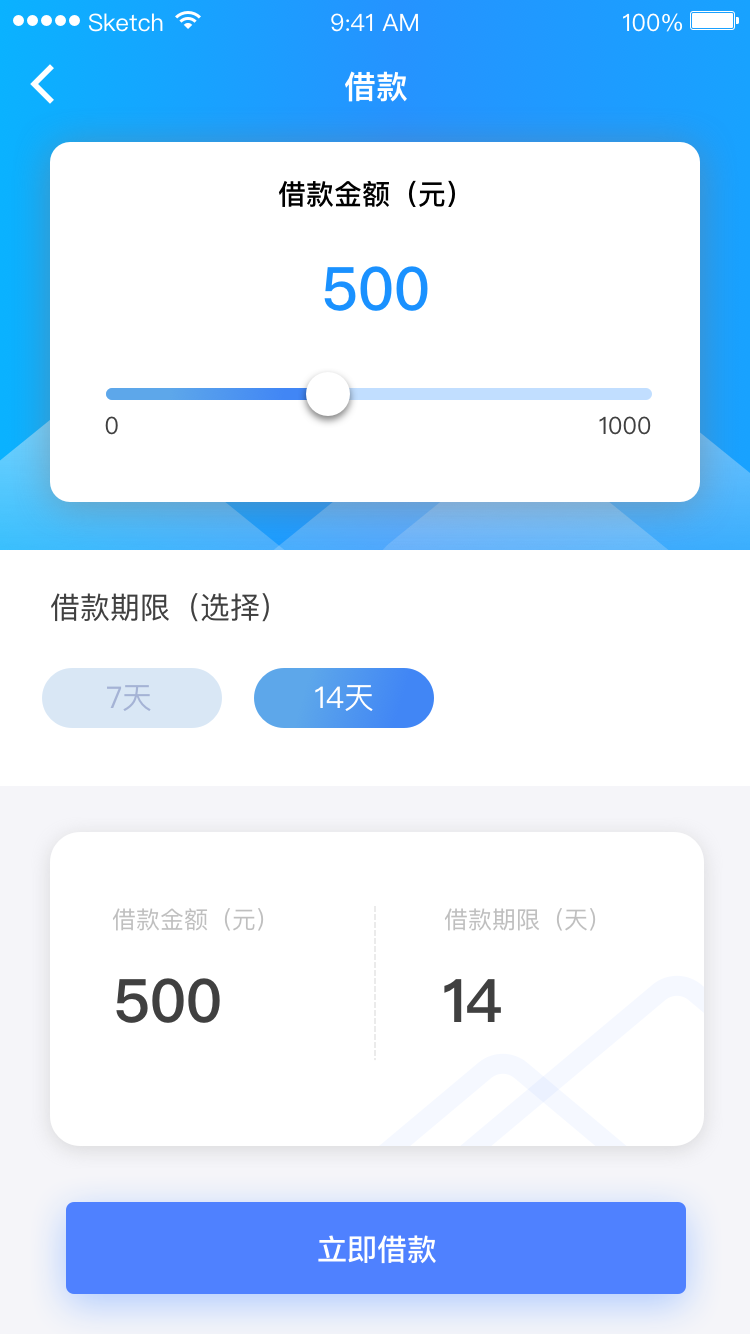 Sketch 9:41 AM 100%
借款
借款金额（元）
500
0 1000
借款期限（选择）
7天 14天
借款金额（元） 借款期限（天）
500 14
立即借款